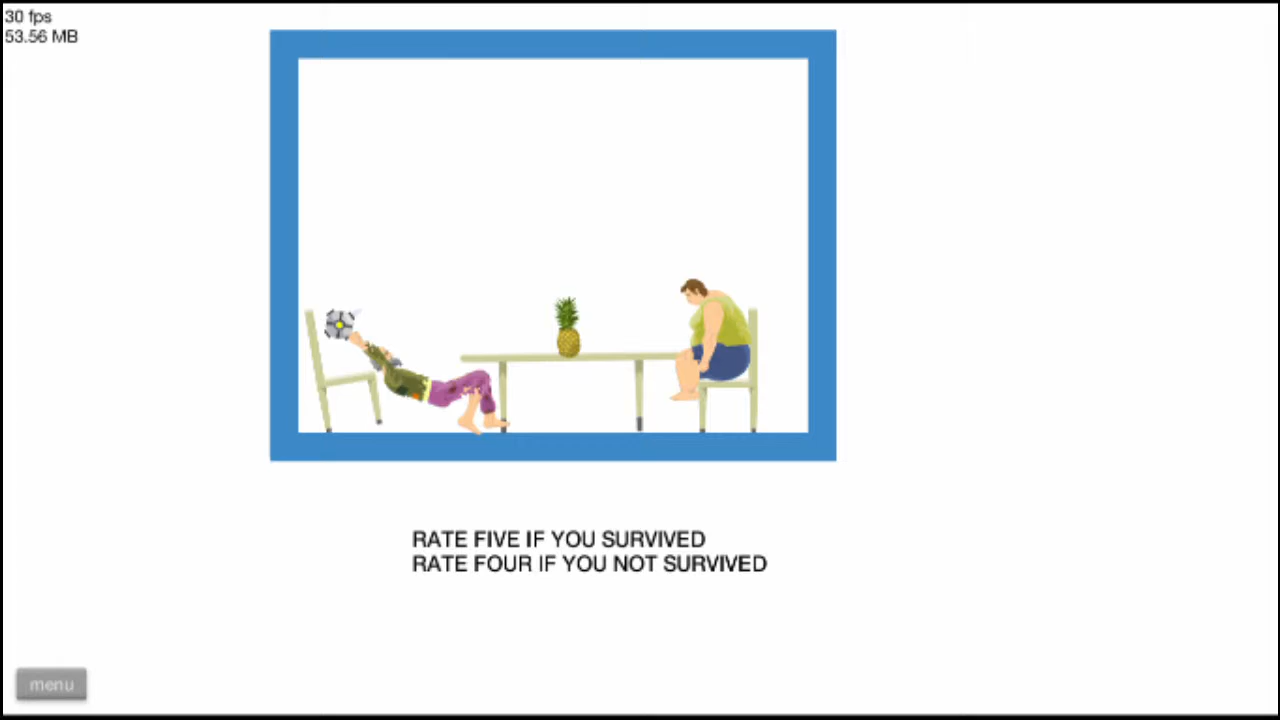 30 fps
53.56 MB
RATE FIVE IF YOU SURVIVED
RATE FOUR IF YOU NOT SURVIVED
menu